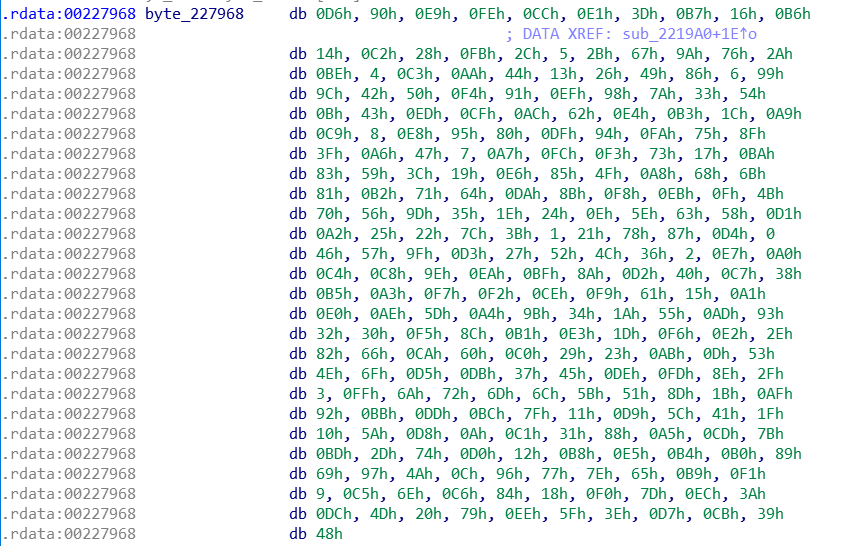 .rdata:00227968 byte_227968 db 0D6h, 90h, 0E9h, 0FEh, 0CCh, 0E1h, 3Dh, 0B7h, 16h, 0B6h
.rdata:00227968 ; DATA XREF: sub_2219A0+1E↑o
.rdata:00227968 db 14h, 0C2h, 28h, 0FBh, 2Ch, 5, 2Bh, 67h, 9Ah, 76h, 2Ah
.rdata:00227968 db 0BEh, 4, 0C3h, 0AAh, 44h, 13h, 26h, 49h, 86h, 6, 99h
.rdata:00227968 db 9Ch, 42h, 50h, 0F4h, 91h, 0EFh, 98h, 7Ah, 33h, 54h
.rdata:00227968 db 0Bh, 43h, 0EDh, 0CFh, 0ACh, 62h, 0E4h, 0B3h, 1Ch, 0A9h
.rdata:00227968 db 0C9h, 8, 0E8h, 95h, 80h, 0DFh, 94h, 0FAh, 75h, 8Fh
.rdata:00227968 db 3Fh, 0A6h, 47h, 7, 0A7h, 0FCh, 0F3h, 73h, 17h, 0BAh
.rdata:00227968 db 83h, 59h, 3Ch, 19h, 0E6h, 85h, 4Fh, 0A8h, 68h, 6Bh
.rdata:00227968 db 81h, 0B2h, 71h, 64h, 0DAh, 8Bh, 0F8h, 0EBh, 0Fh, 4Bh
.rdata:00227968 db 70h, 56h, 9Dh, 35h, 1Eh, 24h, 0Eh, 5Eh, 63h, 58h, 0D1h
.rdata:00227968 db 0A2h, 25h, 22h, 7Ch, 3Bh, 1, 21h, 78h, 87h, 0D4h, 0
.rdata:00227968 db 46h, 57h, 9Fh, 0D3h, 27h, 52h, 4Ch, 36h, 2, 0E7h, 0A0h
.rdata:00227968 db 0C4h, 0C8h, 9Eh, 0EAh, 0BFh, 8Ah, 0D2h, 40h, 0C7h, 38h
.rdata:00227968 db 0B5h, 0A3h, 0F7h, 0F2h, 0CEh, 0F9h, 61h, 15h, 0A1h
.rdata:00227968 db 0E0h, 0AEh, 5Dh, 0A4h, 9Bh, 34h, 1Ah, 55h, 0ADh, 93h
.rdata:00227968 db 32h, 30h, 0F5h, 8Ch, 0B1h, 0E3h, 1Dh, 0F6h, 0E2h, 2Eh
.rdata:00227968 db 82h, 66h, 0CAh, 60h, 0C0h, 29h, 23h, 0ABh, 0Dh, 53h
.rdata:00227968 db 4Eh, 6Fh, 0D5h, 0DBh, 37h, 45h, 0DEh, 0FDh, 8Eh, 2Fh
.rdata:00227968 db 3, 0FFh, 6Ah, 72h, 6Dh, 6Ch, 5Bh, 51h, 8Dh, 1Bh, 0AFh
.rdata:00227968 db 92h, 0BBh, 0DDh, 0BCh, 7Fh, 11h, 0D9h, 5Ch, 41h, 1Fh
.rdata:00227968 db 10h, 5Ah, 0D8h, 0Ah, 0C1h, 31h, 88h, 0A5h, 0CDh, 7Bh
.rdata:00227968 db 0BDh, 2Dh, 74h, 0D0h, 12h, 0B8h, 0E5h, 0B4h, 0B0h, 89h
.rdata:00227968 db 69h, 97h, 4Ah, 0Ch, 96h, 77h, 7Eh, 65h, 0B9h, 0F1h
.rdata:00227968 db 9, 0C5h, 6Eh, 0C6h, 84h, 18h, 0F0h, 7Dh, 0ECh, 3Ah
.rdata:00227968 db 0DCh, 4Dh, 20h, 79h, 0EEh, 5Fh, 3Eh, 0D7h, 0CBh, 39h
.rdata:00227968 db 48h